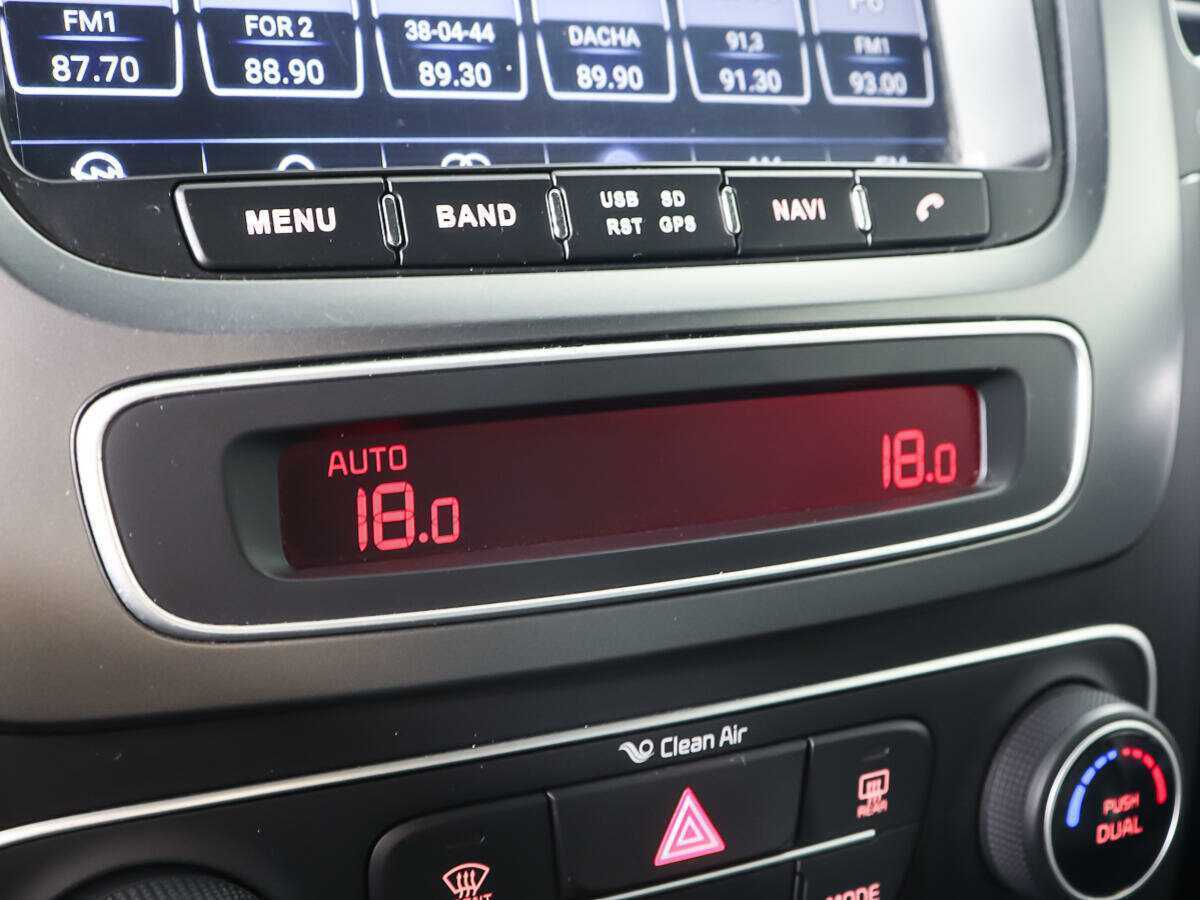 FM1
87.70
FOR 2
88.90
38-04-44
89.30
DACHA
89.90
91,3
91.30
P6
FM1
93.00
MENU
BAND
USB SD
RST GPS
NAVI
AUTO
18.0
18.0
Clean Air
REAR
PUSH
DUAL
MODE